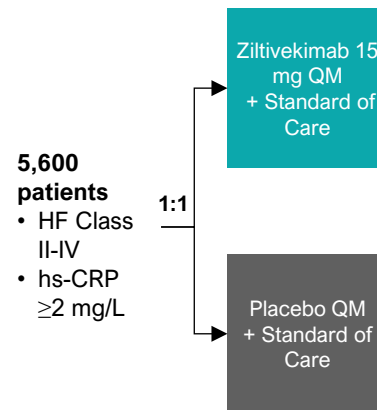 Ziltivekimab 15
mg QM
+ Standard of
Care
5,600
patients
• HF Class
II-IV
• hs-CRP
≥2 mg/L
1:1
Placebo QM
+ Standard of
Care